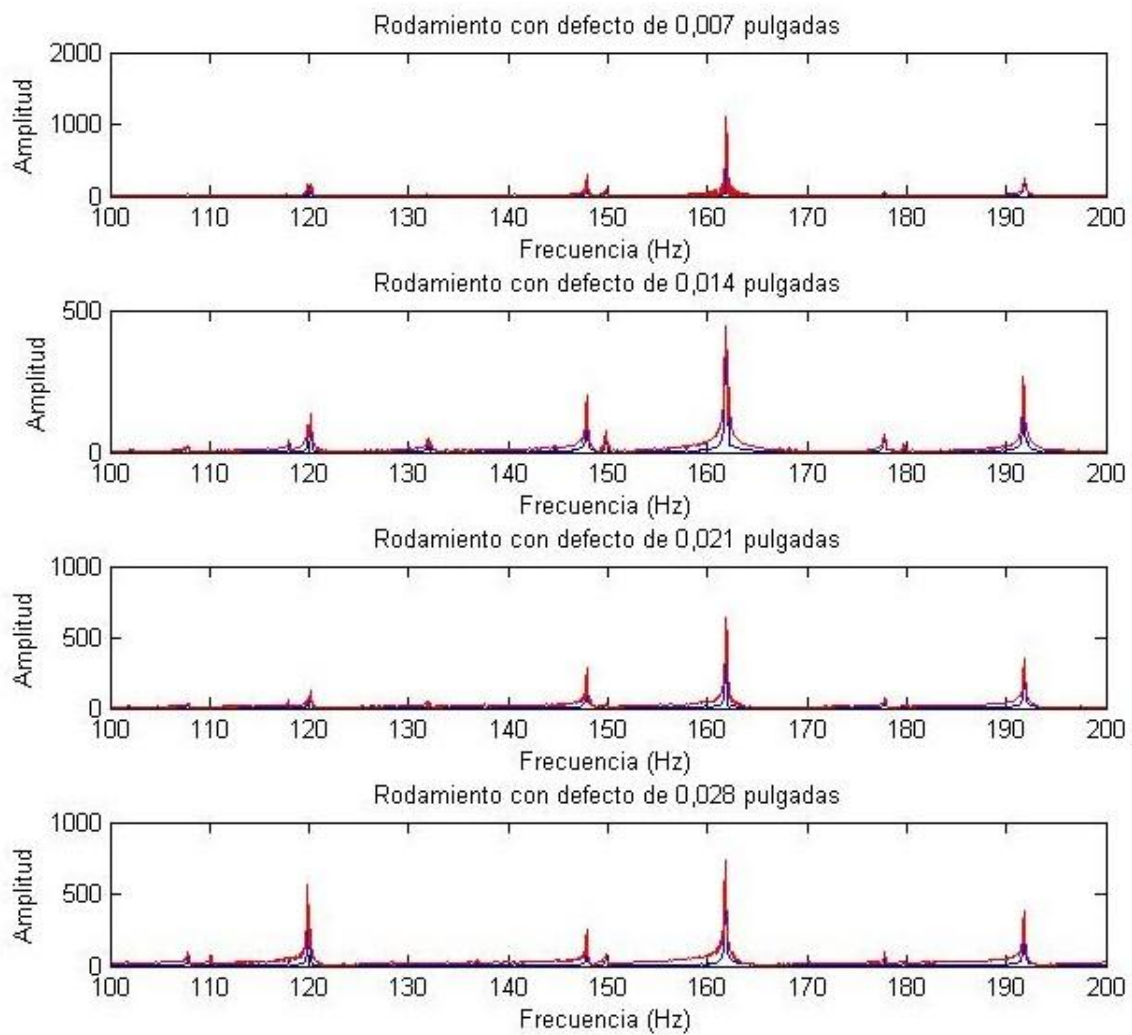 Rodamiento con defecto de 0,007 pulgadas
2000
1000
0
Amplitud
100 110 120 130 140 150 160 170 180 190 200
Frecuencia (Hz)
Rodamiento con defecto de 0,014 pulgadas
500
0
Amplitud
100 110 120 130 140 150 160 170 180 190 200
Frecuencia (Hz)
Rodamiento con defecto de 0,021 pulgadas
1000
500
0
Amplitud
100 110 120 130 140 150 160 170 180 190 200
Frecuencia (Hz)
Rodamiento con defecto de 0,028 pulgadas
1000
500
0
Amplitud
100 110 120 130 140 150 160 170 180 190 200
Frecuencia (Hz)